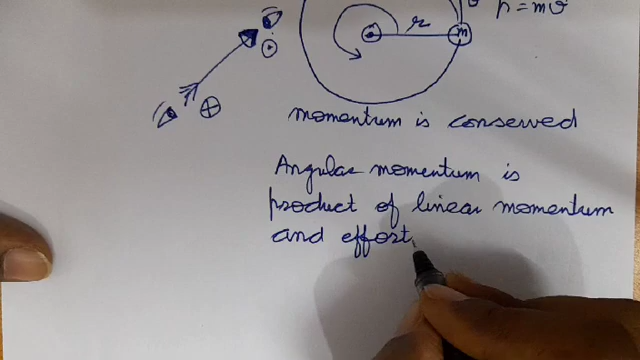 r
m
p = mv
momentum is conserved
Angular momentum is
product of linear momentum
and effort